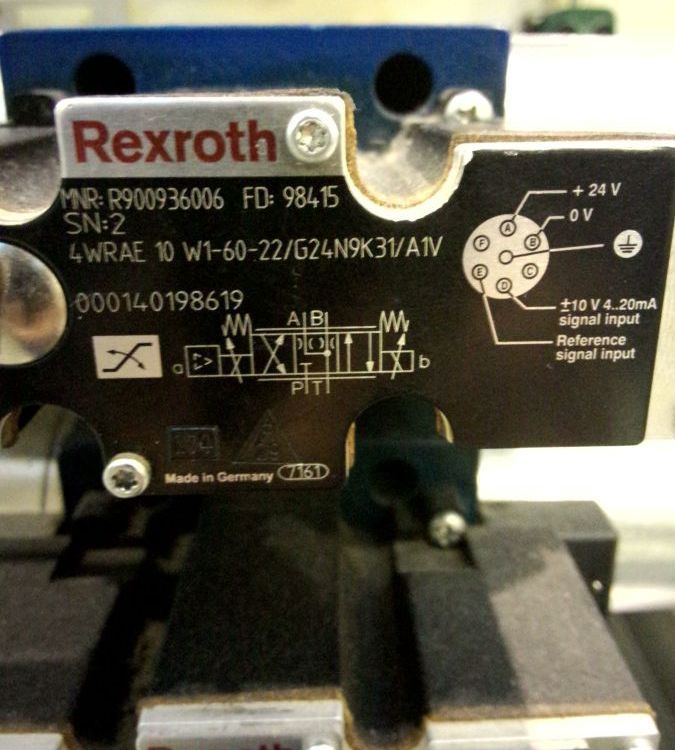 Rexroth
MNR: R900936006 FD: 98415
SN:2
4WRAE 10 W1-60-22/G24N9K31/A1V
000140198619
A B
a b
P T T
Made in Germany 7161
+ 24 V
0 V
A
F B
E C
D
±10 V 4..20mA
signal input
Reference
signal input
Rexroth